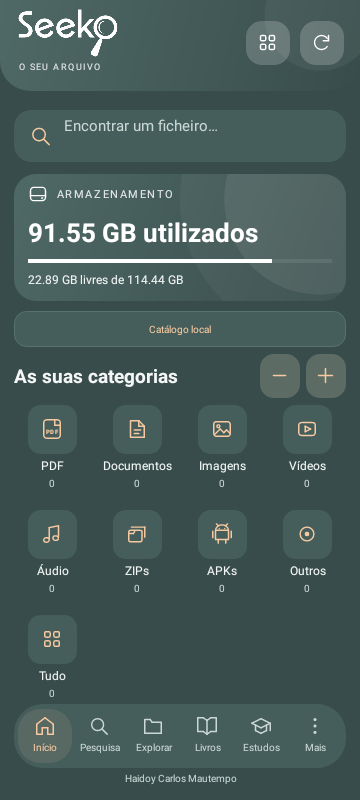 Seeko
O SEU ARQUIVO
Encontrar um ficheiro...
ARMAZENAMENTO
91.55 GB utilizados
22.89 GB livres de 114.44 GB
Catálogo local
As suas categorias
PDF
PDF Documentos Imagens Vídeos
0 0 0 0
Áudio ZIPs APKs Outros
0 0 0 0
Tudo
0
Início Pesquisa Explorar Livros Estudos Mais
Haidoy Carlos Mautempo